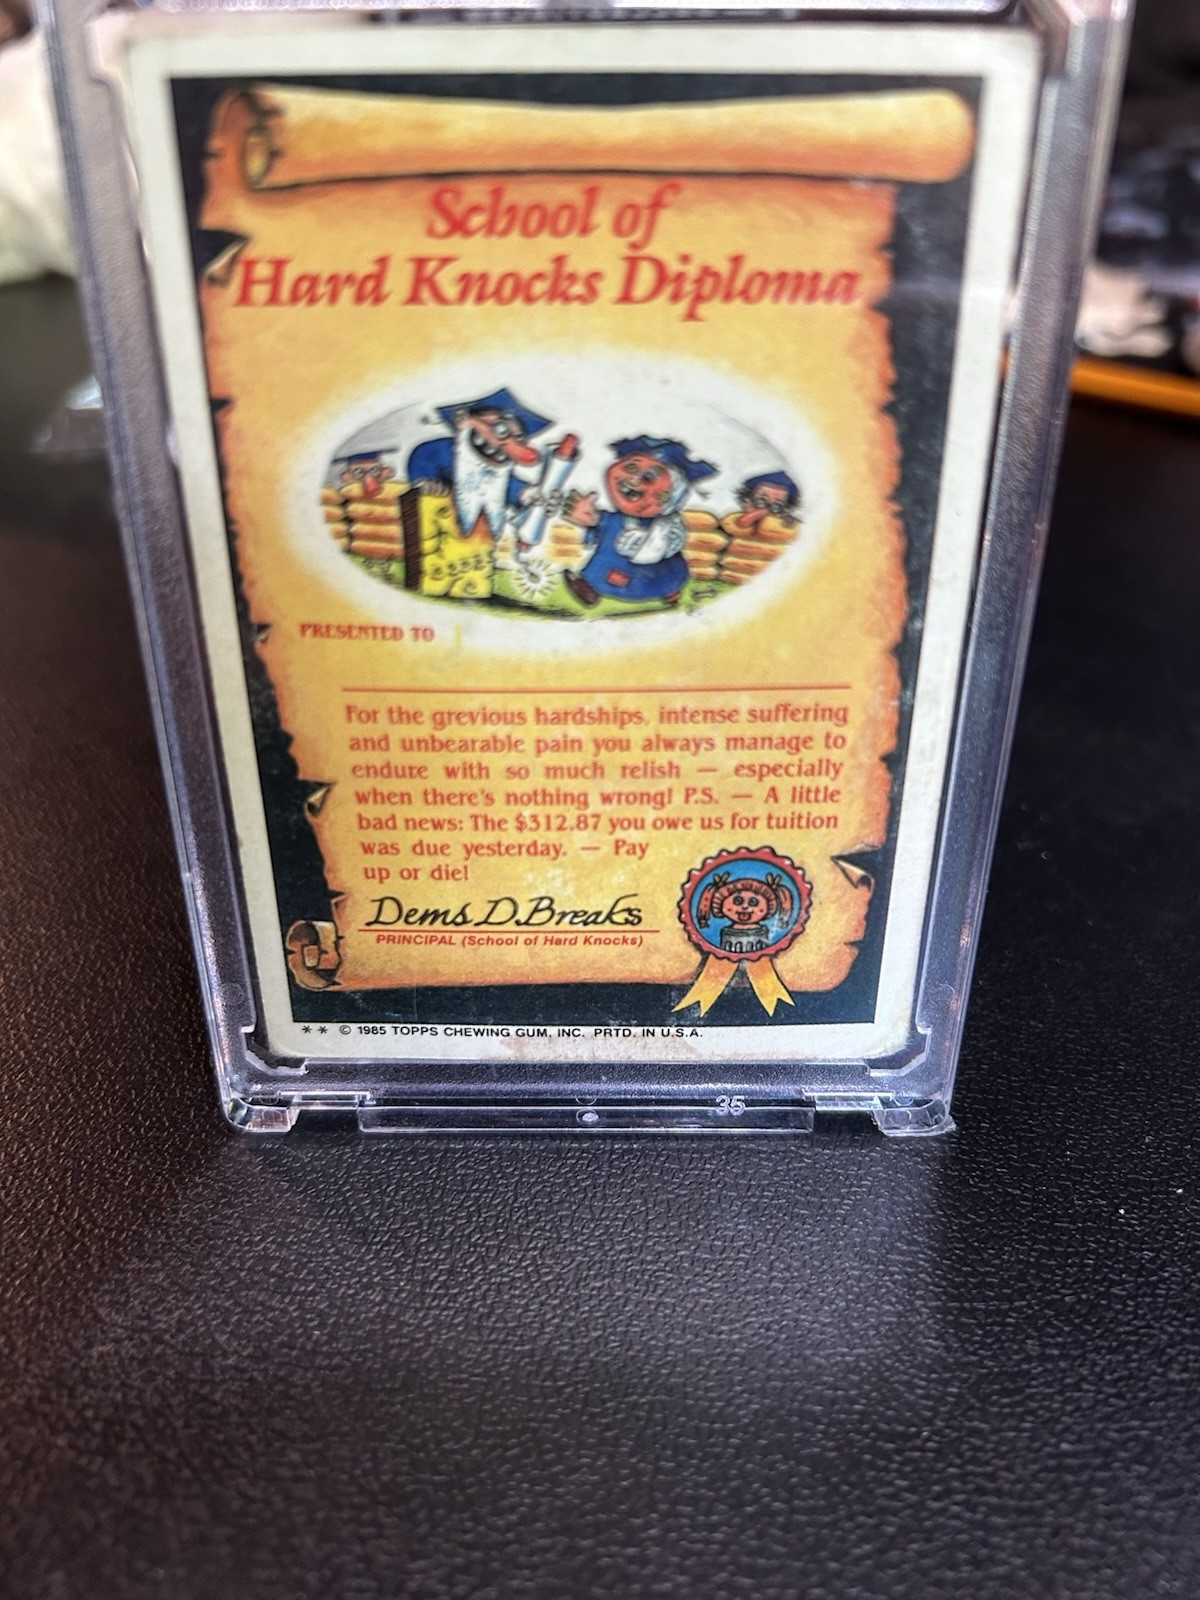 School of
Hard Knocks Diploma
PRESENTED TO
For the grevious hardships, intense suffering
and unbearable pain you always manage to
endure with so much relish — especially
when there's nothing wrong! P.S. — A little
bad news: The $312.87 you owe us for tuition
was due yesterday. — Pay
up or die!
Dems D. Breaks
PRINCIPAL (School of Hard Knocks)
** © 1985 TOPPS CHEWING GUM, INC. PRTD. IN U.S.A.
35